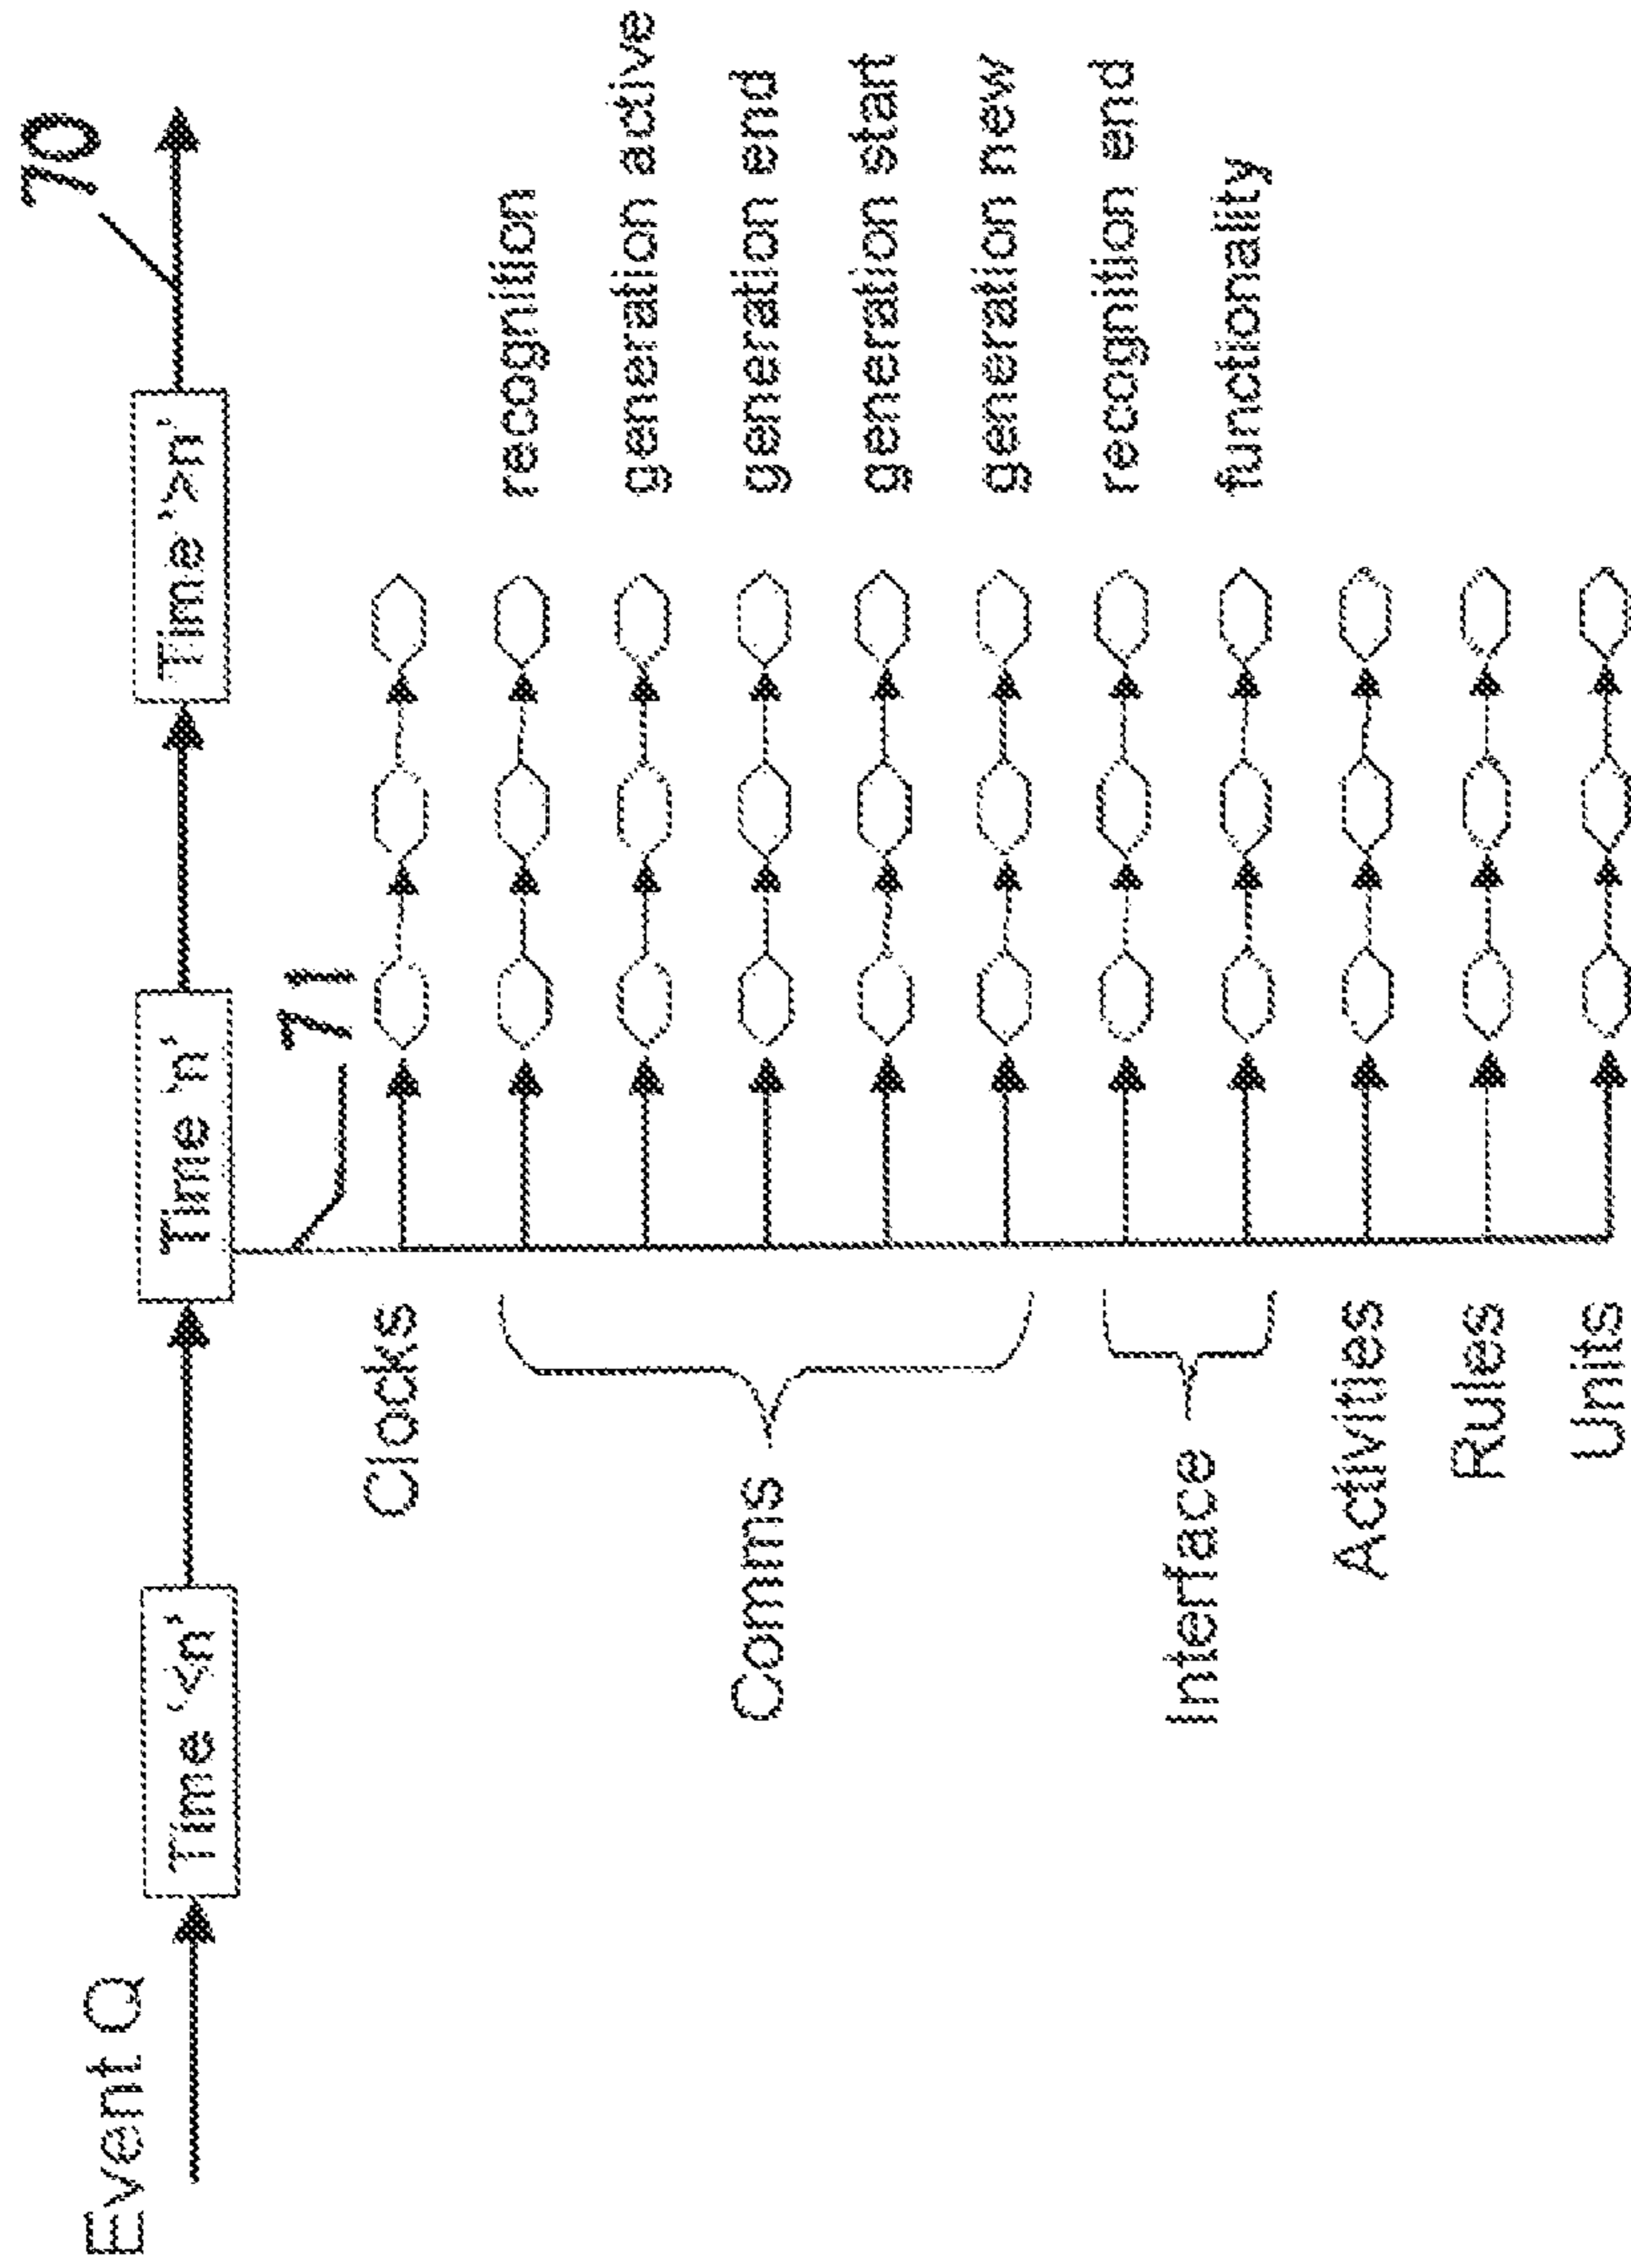 Event Q
70
Time '<n'
Time 'n'
Time '>n'
71
Clocks
recognition
generation active
generation end
Comms
generation start
generation new
recognition end
Interface
functionality
Activities
Rules
Units